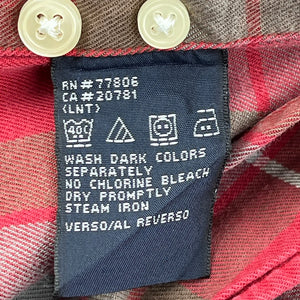 RN#77806
CA#20781
(LNT)
40C
WASH DARK COLORS
SEPARATELY
NO CHLORINE BLEACH
DRY PROMPTLY
STEAM IRON
VERSO/AL REVERSO